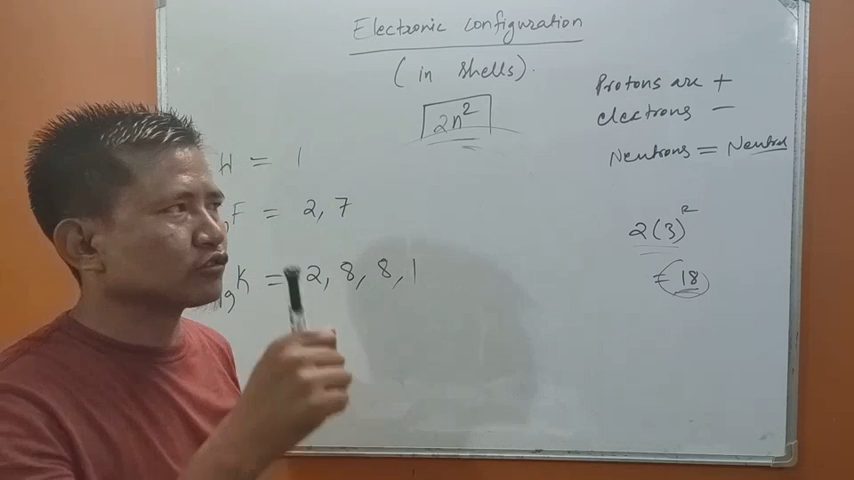 Electronic configuration
(in shells).
2n²
H = 1
F = 2, 7
19K = 2, 8, 8, 1
Protons are +
electrons −
Neutrons = Neutral
2(3)²
= 18